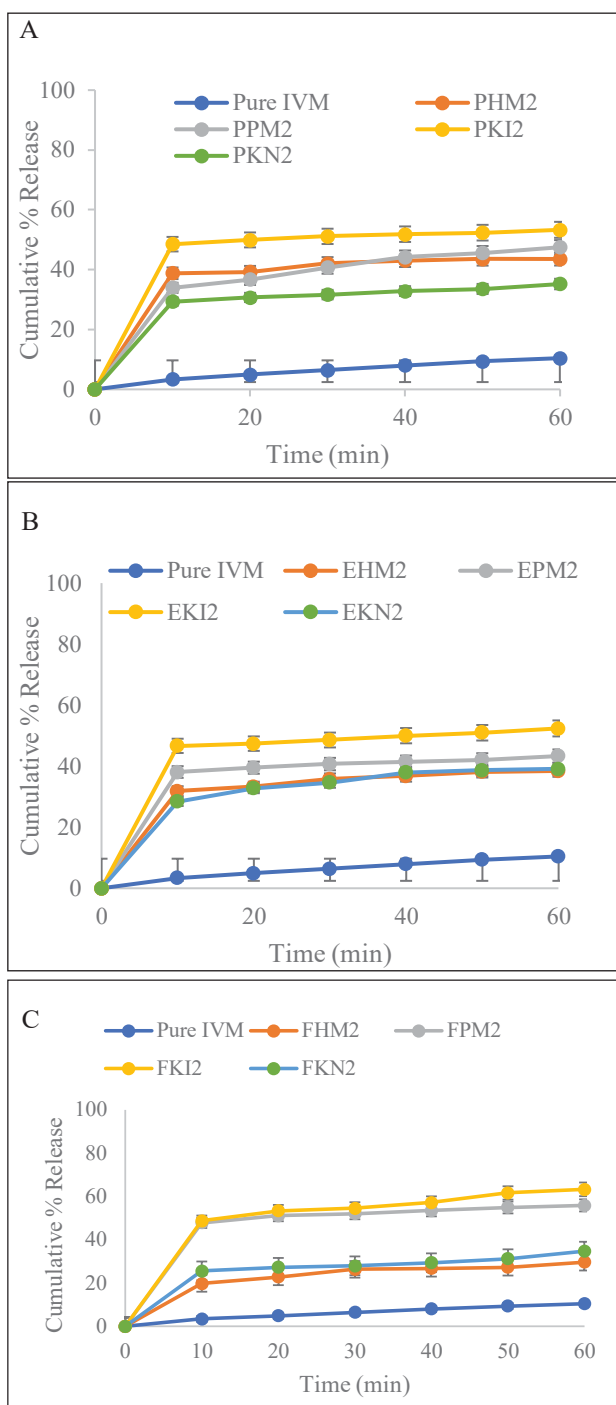 A
Pure IVM PHM2
PPM2 PKI2
PKN2
100
80
60
40
20
0
0 20 40 60
Cumulative % Release
Time (min)
B
Pure IVM EHM2 EPM2
EKI2 EKN2
100
80
60
40
20
0
0 20 40 60
Cumulative % Release
Time (min)
C
Pure IVM FHM2 FPM2
FKI2 FKN2
100
80
60
40
20
0
0 10 20 30 40 50 60
Cumulative % Release
Time (min)